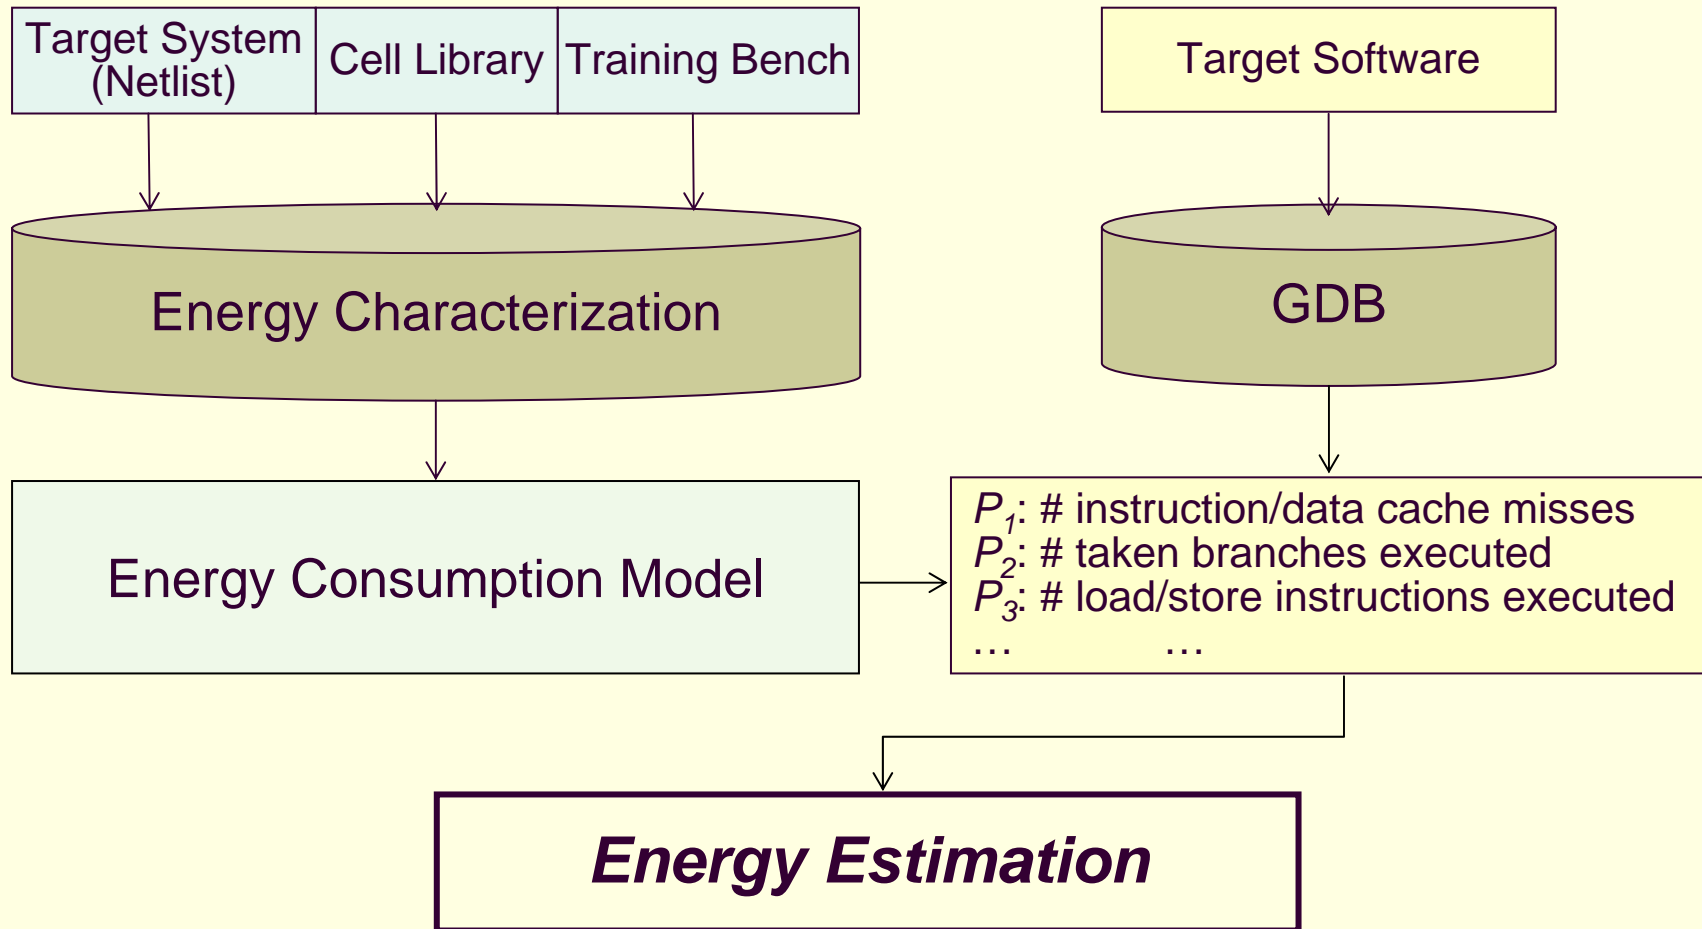 Target System
(Netlist)
Cell Library
Training Bench
Target Software
Energy Characterization
GDB
Energy Consumption Model
P1: # instruction/data cache misses
P2: # taken branches executed
P3: # load/store instructions executed
… …
Energy Estimation